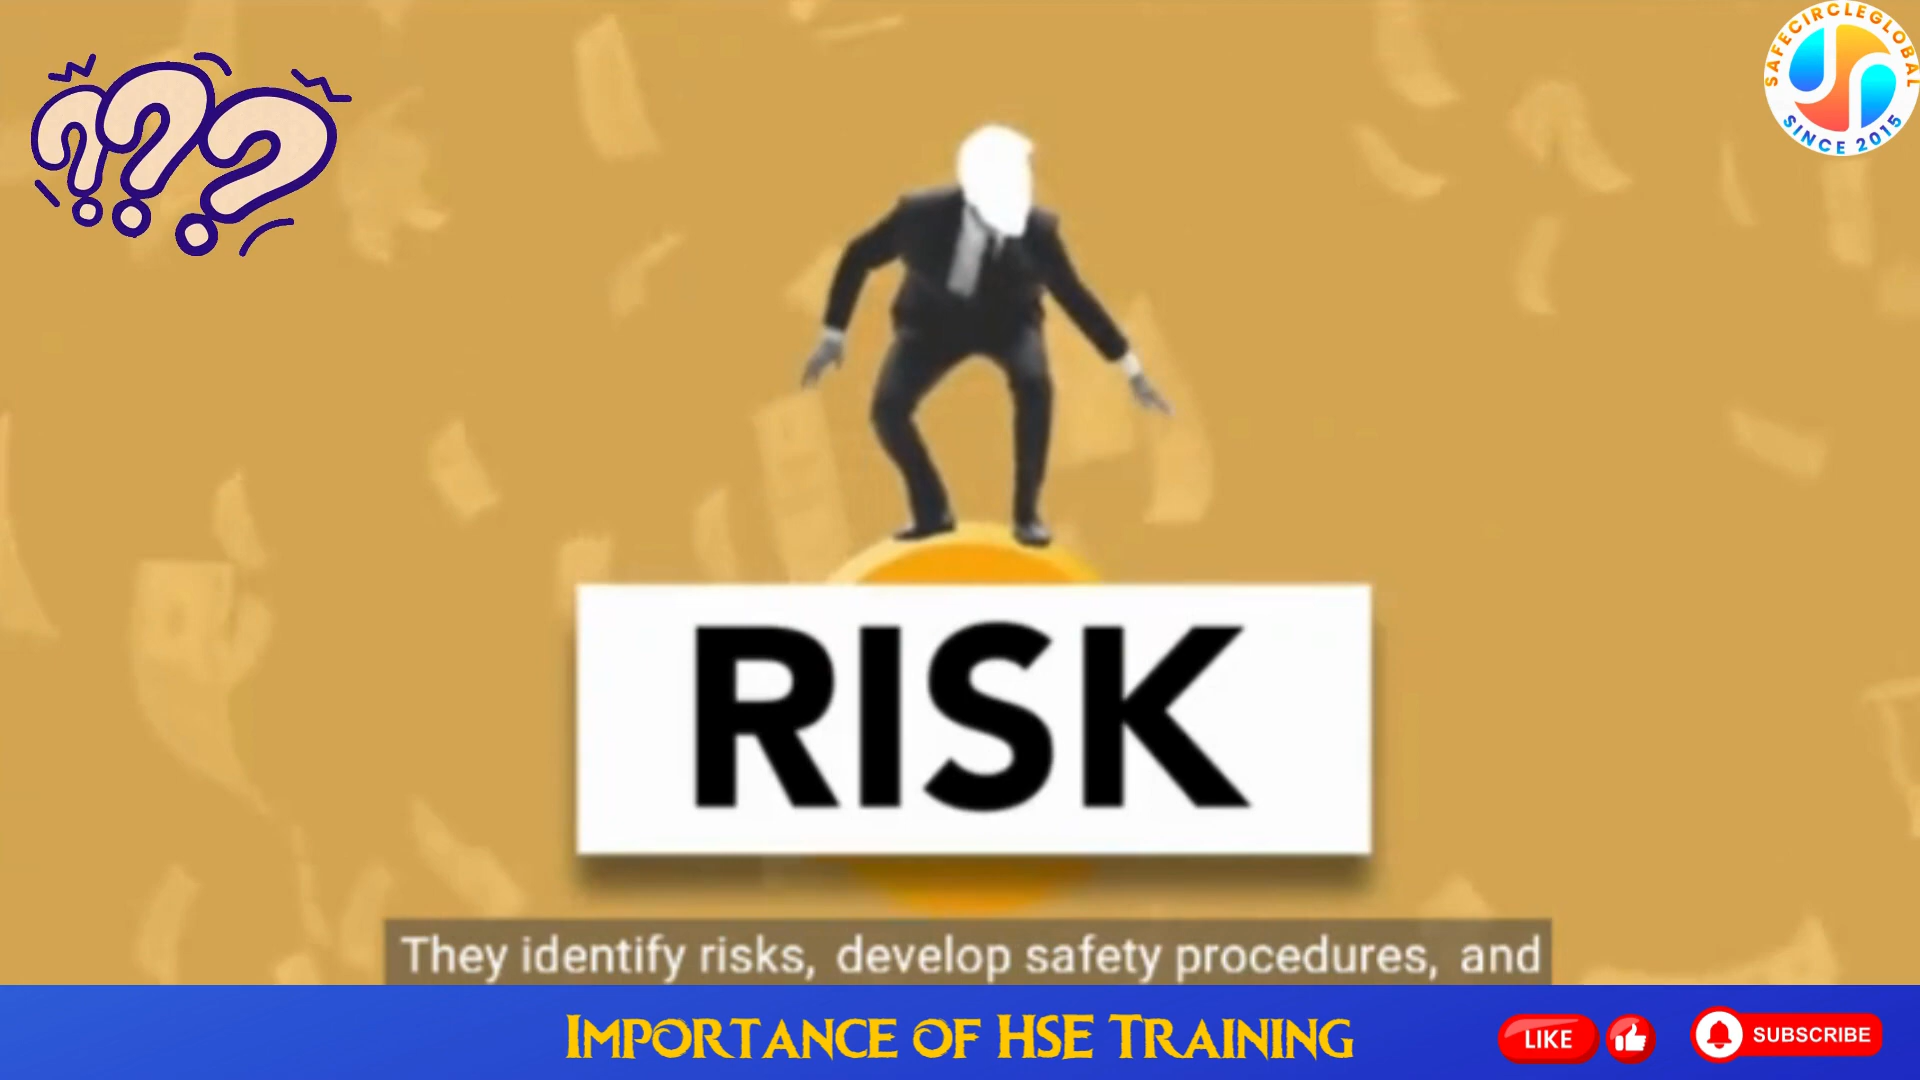 ???
SAFECIRCLEGLOBAL
SINCE 2015
RISK
They identify risks, develop safety procedures, and
IMPORTANCE OF HSE TRAINING
LIKE
SUBSCRIBE